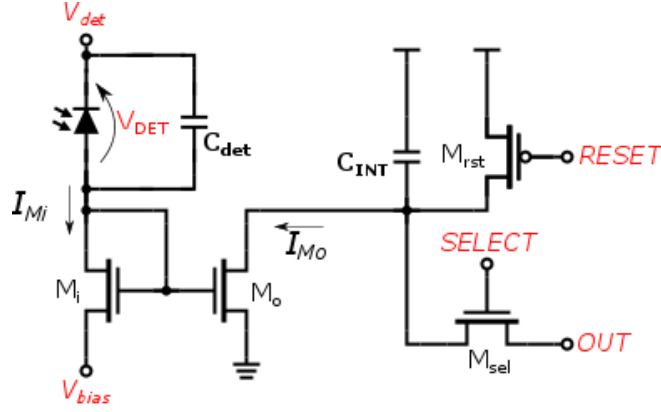 V_det
V_DET
C_det
C_INT
M_rst
RESET
I_Mi
I_Mo
SELECT
M_i
M_o
M_sel
OUT
V_bias